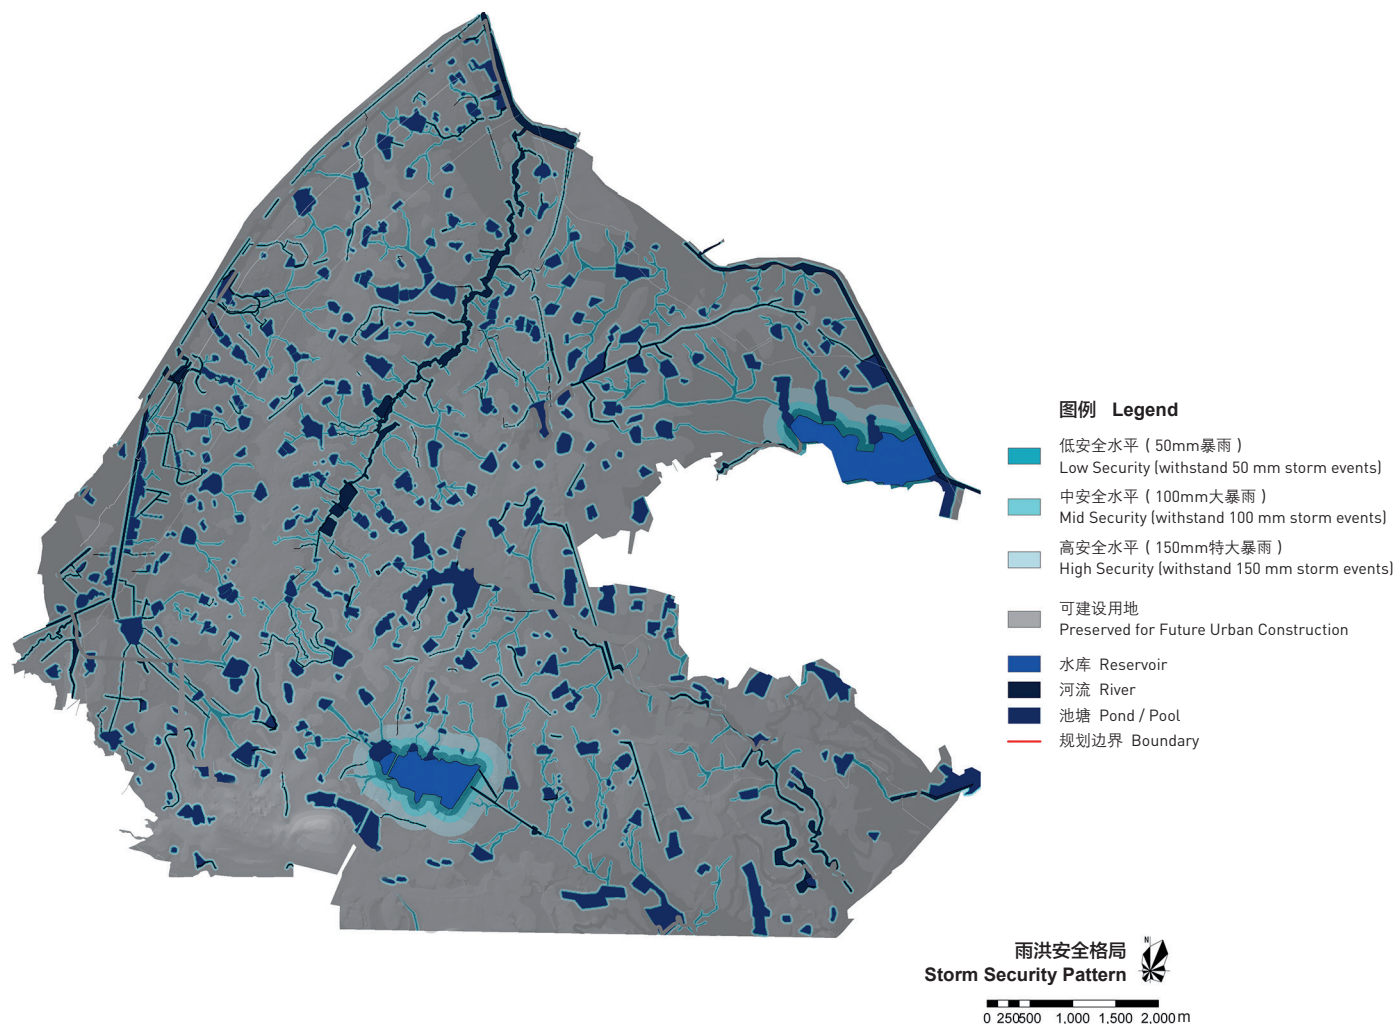 图例 Legend
低安全水平（50mm暴雨）
Low Security (withstand 50 mm storm events)
中安全水平（100mm大暴雨）
Mid Security (withstand 100 mm storm events)
高安全水平（150mm特大暴雨）
High Security (withstand 150 mm storm events)
可建设用地
Preserved for Future Urban Construction
水库 Reservoir
河流 River
池塘 Pond / Pool
规划边界 Boundary
雨洪安全格局
Storm Security Pattern
N
0 250500 1,000 1,500 2,000m